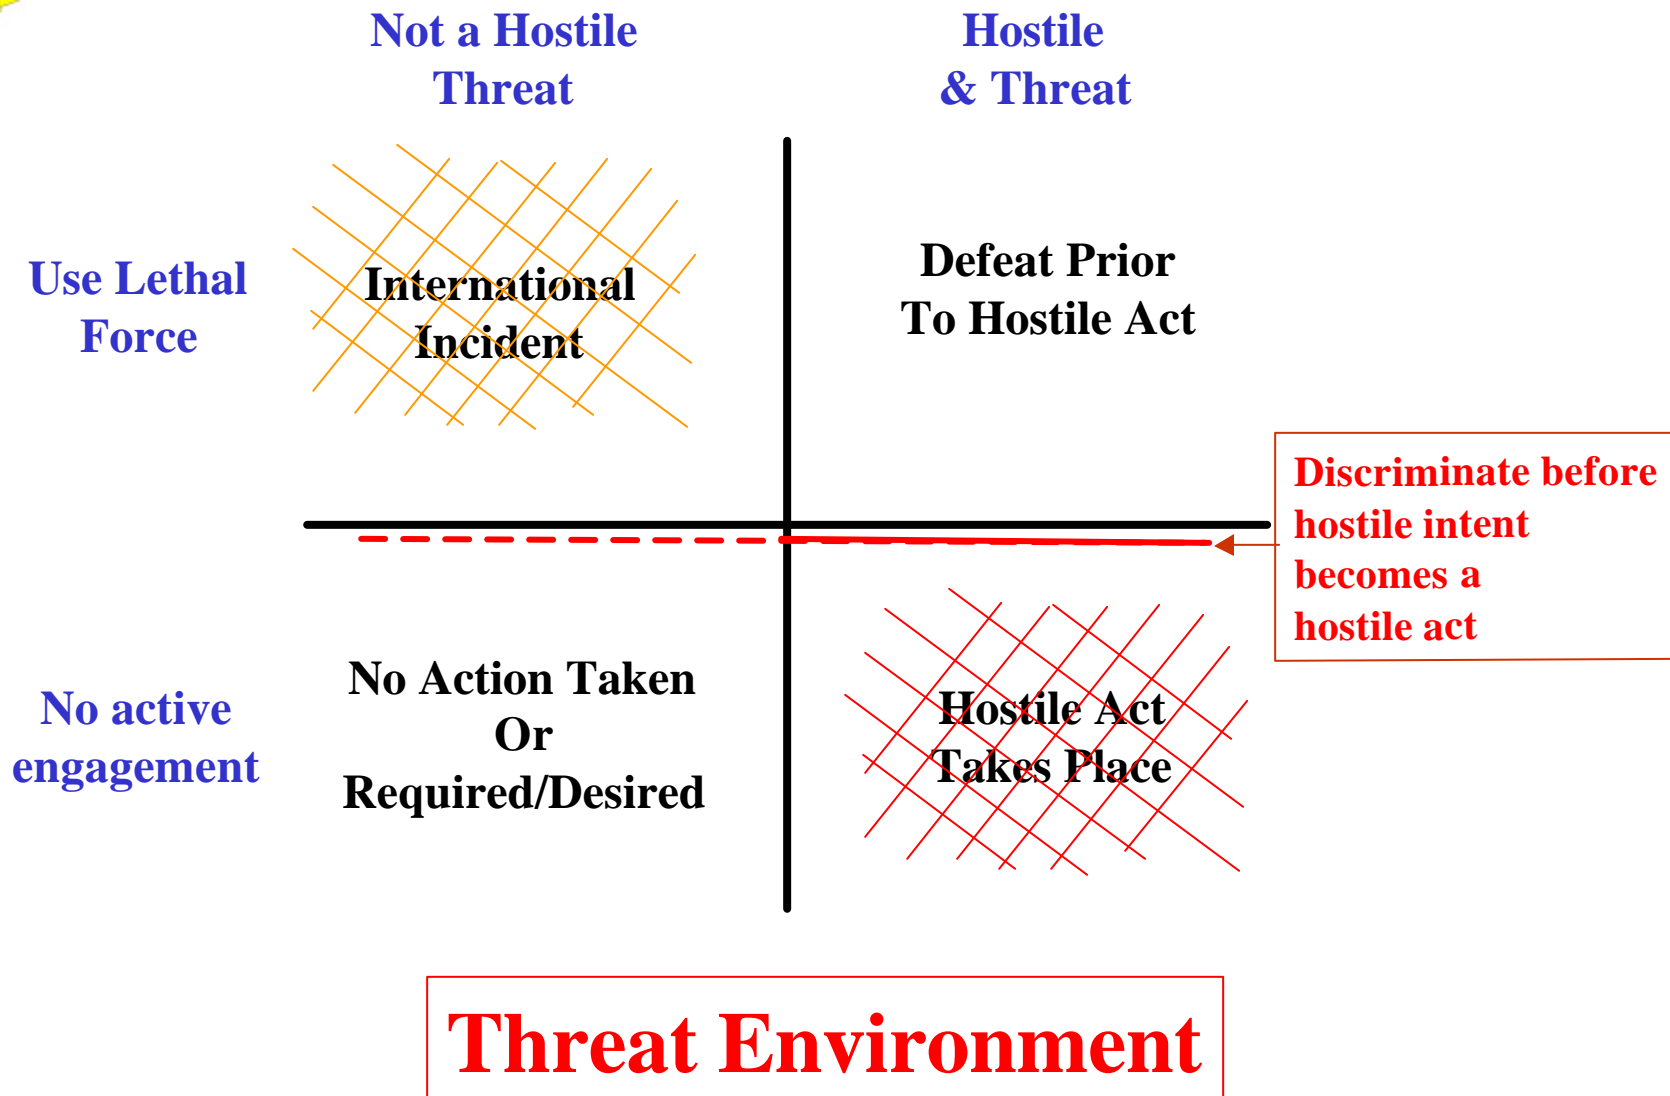 Not a Hostile
Threat
Hostile
& Threat
Use Lethal
Force
International
Incident
Defeat Prior
To Hostile Act
Discriminate before
hostile intent
becomes a
hostile act
No active
engagement
No Action Taken
Or
Required/Desired
Hostile Act
Takes Place
Threat Environment